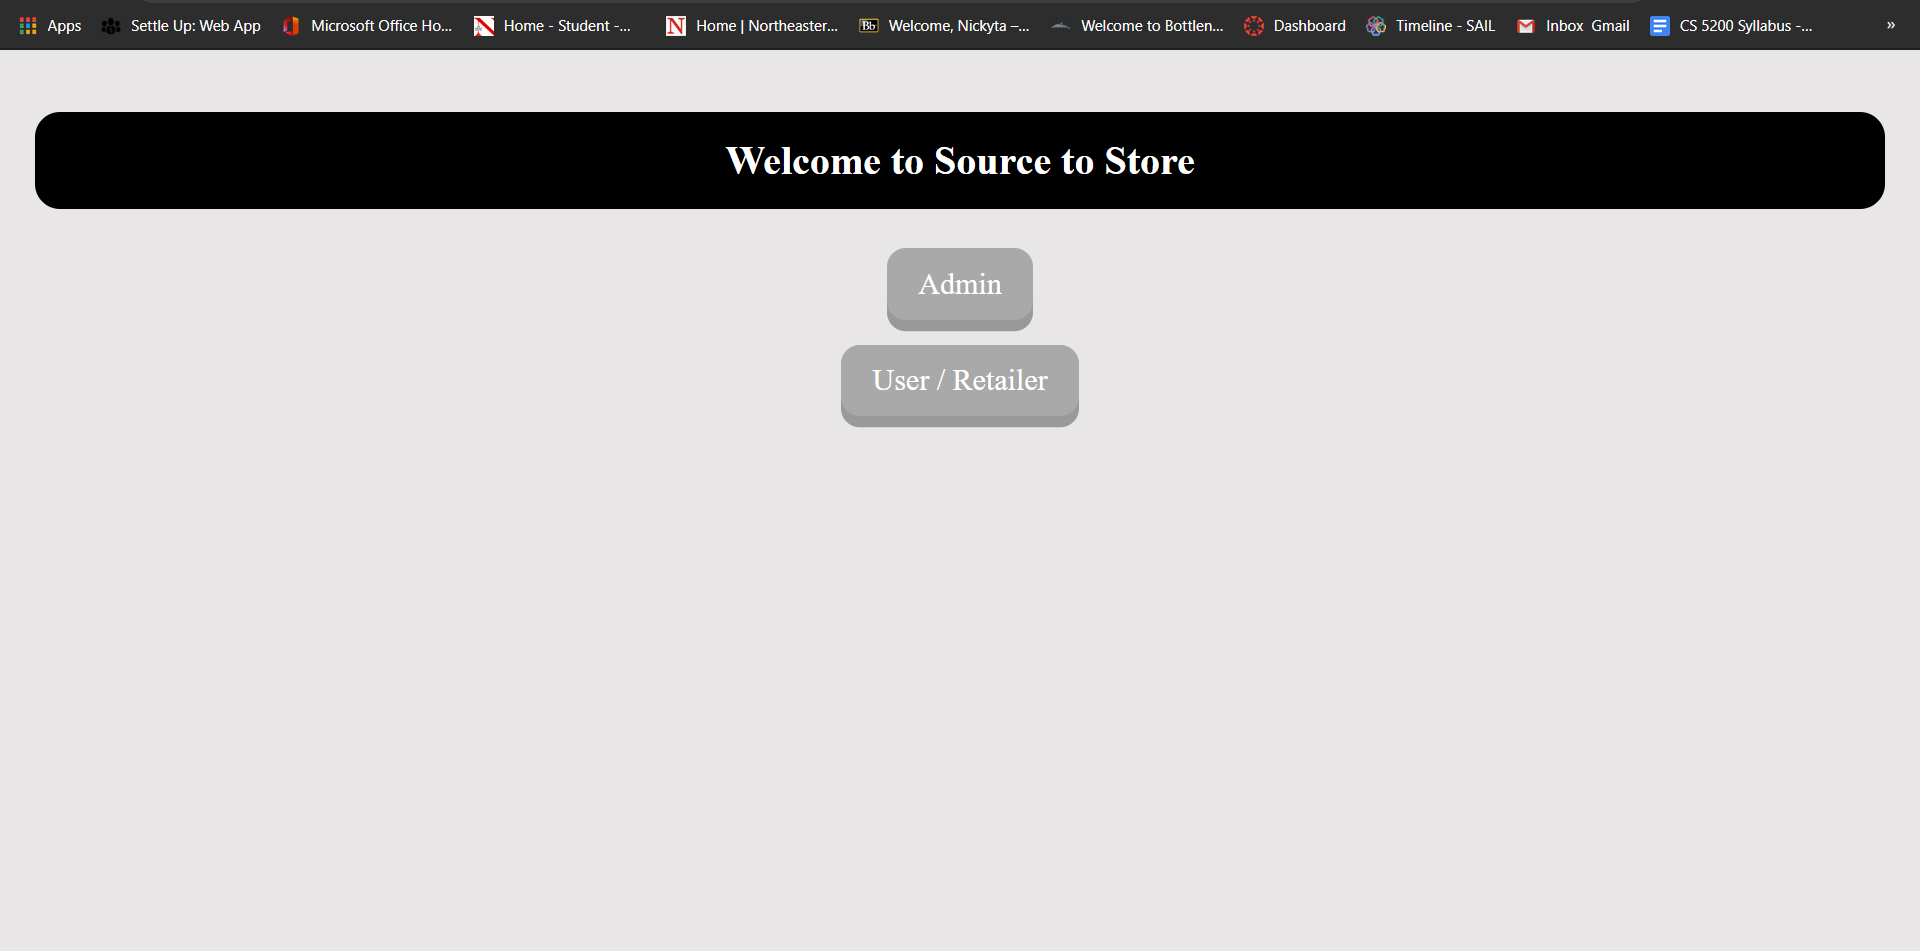 Apps Settle Up: Web App Microsoft Office Ho... Home - Student -... Home | Northeaster... Bb Welcome, Nickyta –... Welcome to Bottlen... Dashboard Timeline - SAIL Inbox Gmail CS 5200 Syllabus -... »
Welcome to Source to Store
Admin
User / Retailer